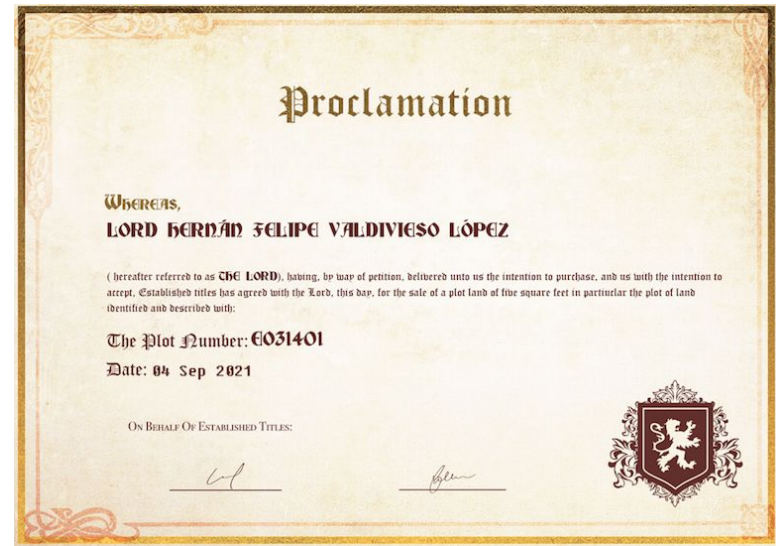 Proclamation
Whereas,
LORD HERNÁN FELIPE VALDIVIESO LÓPEZ
( hereafter referred to as THE LORD), having, by way of petition, delivered unto us the intention to purchase, and us with the intention to
accept, Established titles has agreed with the Lord, this day, for the sale of a plot land of five square feet in partiuclar the plot of land
identified and described with:
The Plot Number: E031401
Date: 04 Sep 2021
On Behalf Of Established Titles: